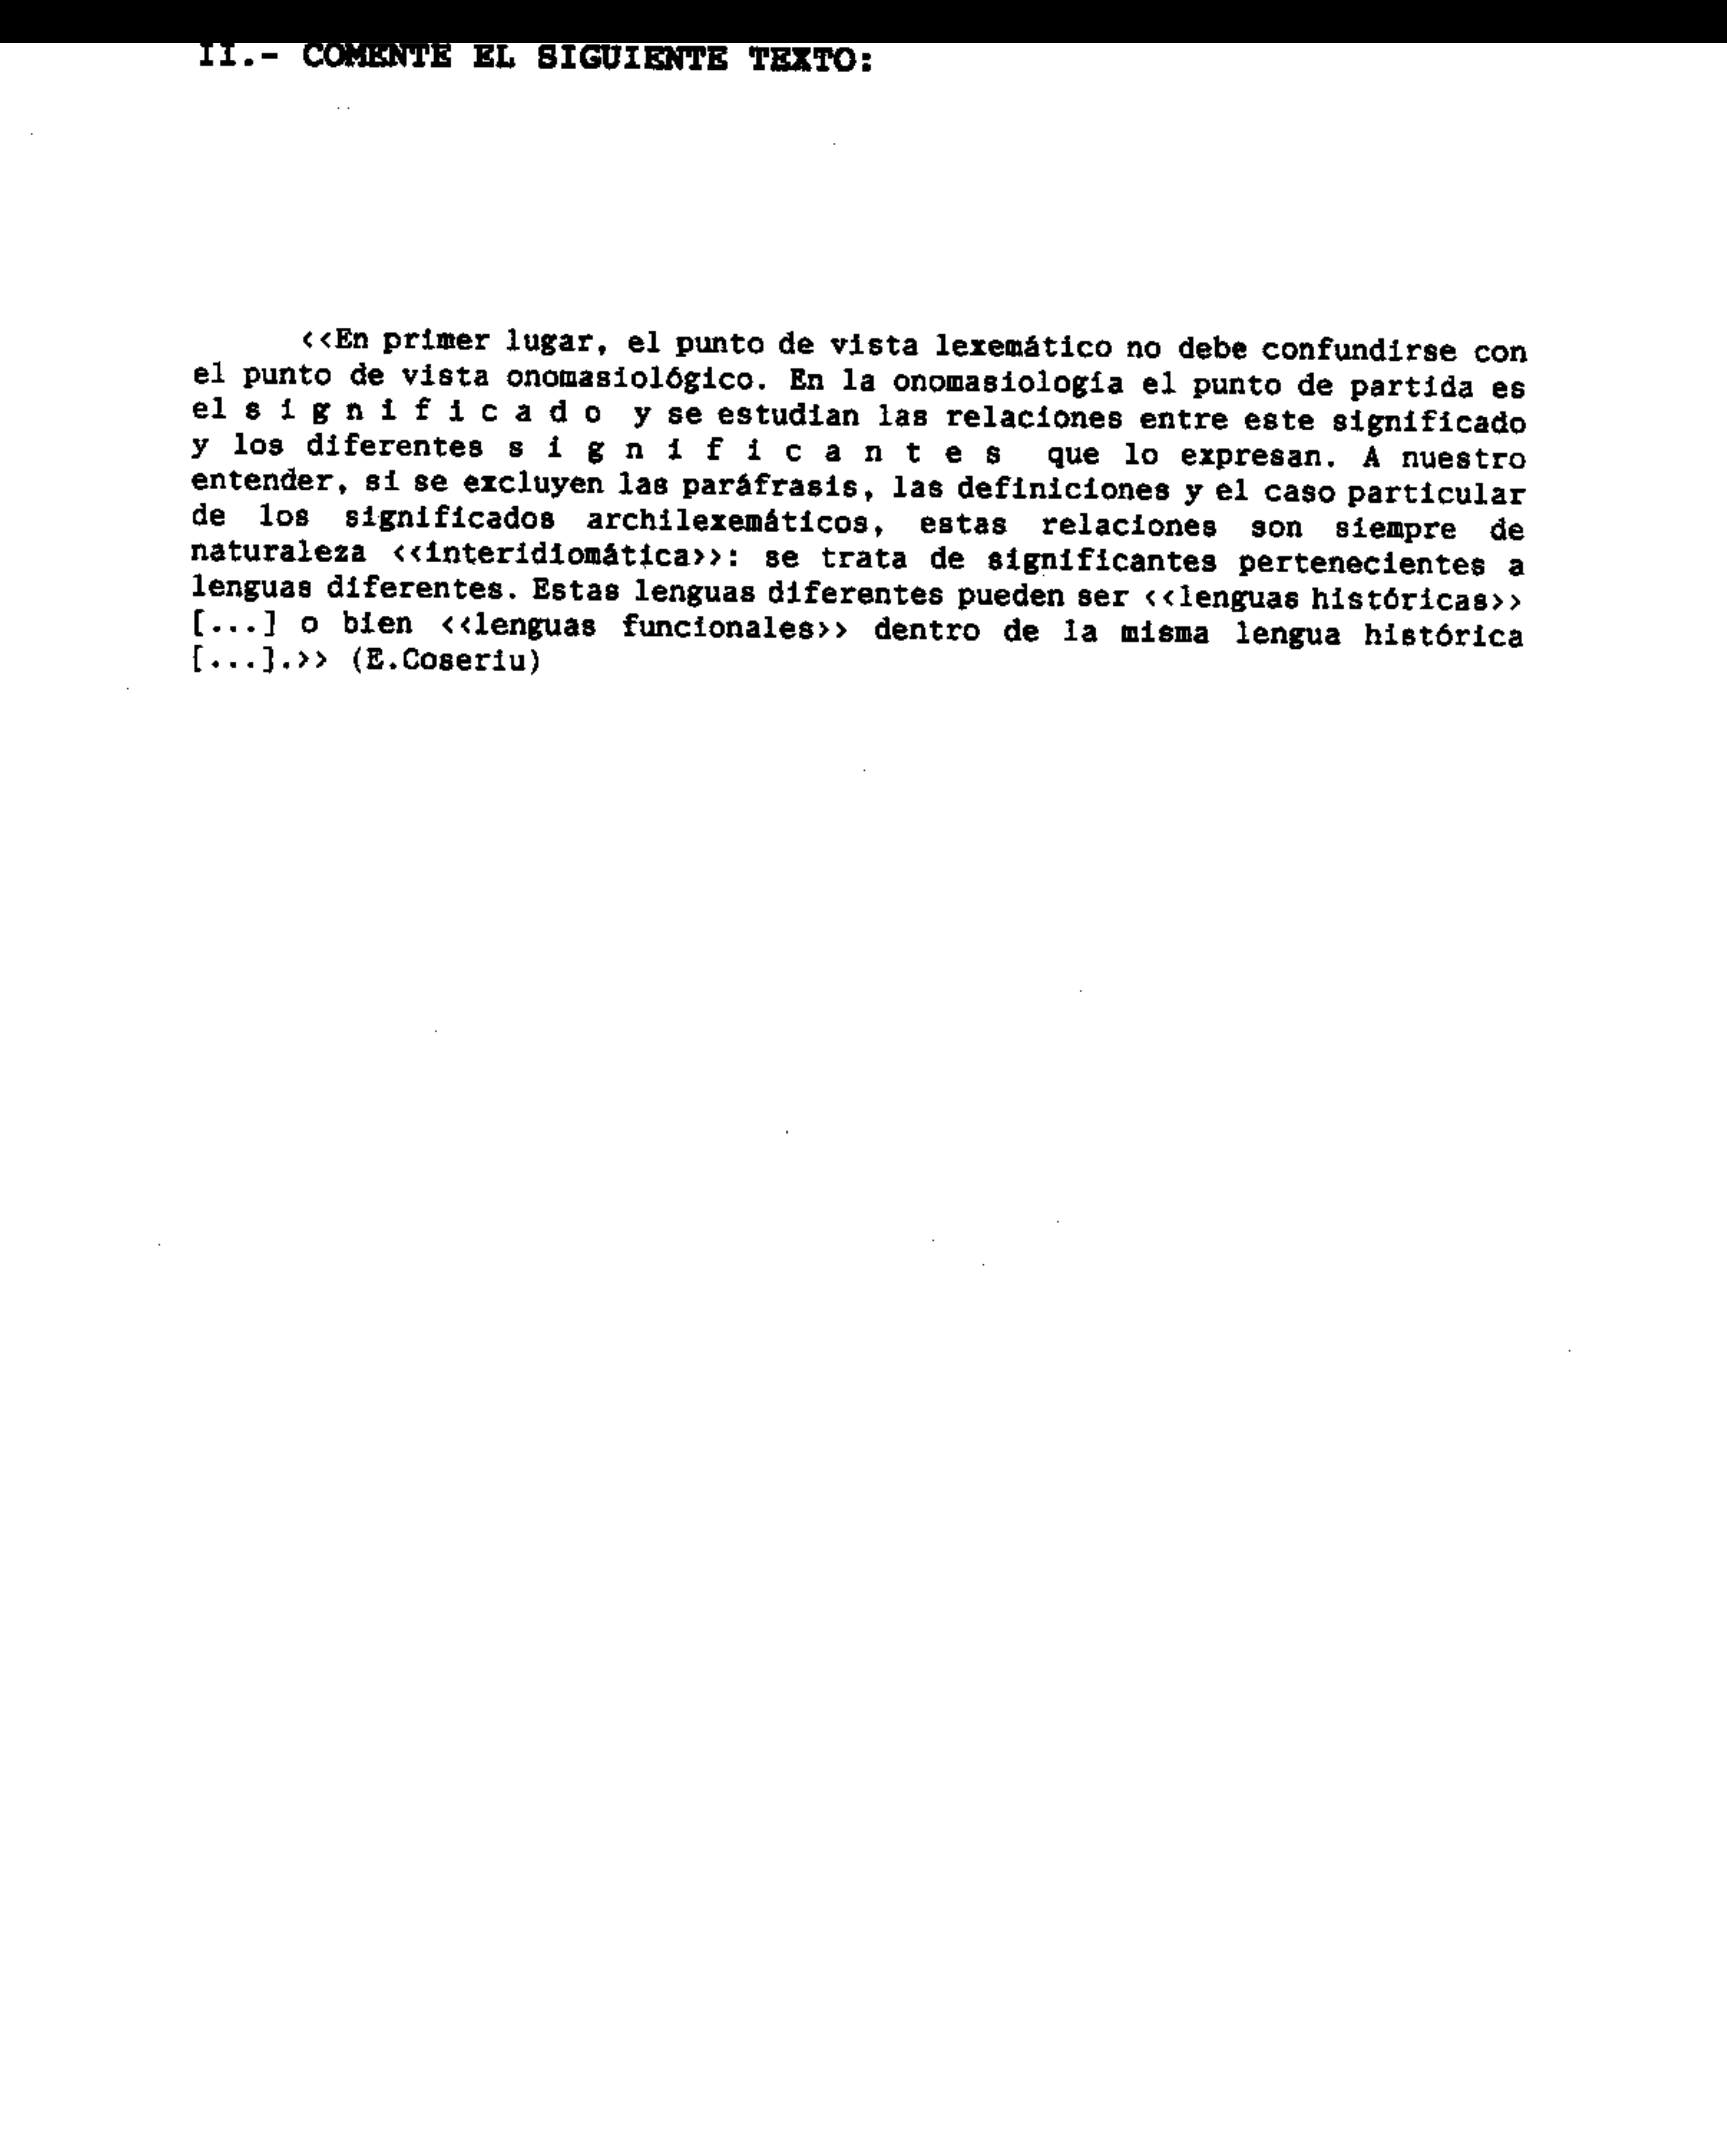 II.- COMENTE EL SIGUIENTE TEXTO:
<<En primer lugar, el punto de vista lexemático no debe confundirse con
el punto de vista onomasiológico. En la onomasiología el punto de partida es
el s i g n i f i c a d o y se estudian las relaciones entre este significado
y los diferentes s i g n i f i c a n t e s que lo expresan. A nuestro
entender, si se excluyen las paráfrasis, las definiciones y el caso particular
de los significados archilexemáticos, estas relaciones son siempre de
naturaleza <<interidiomática>>: se trata de significantes pertenecientes a
lenguas diferentes. Estas lenguas diferentes pueden ser <<lenguas históricas>>
[...] o bien <<lenguas funcionales>> dentro de la misma lengua histórica
[...].>> (E.Coseriu)